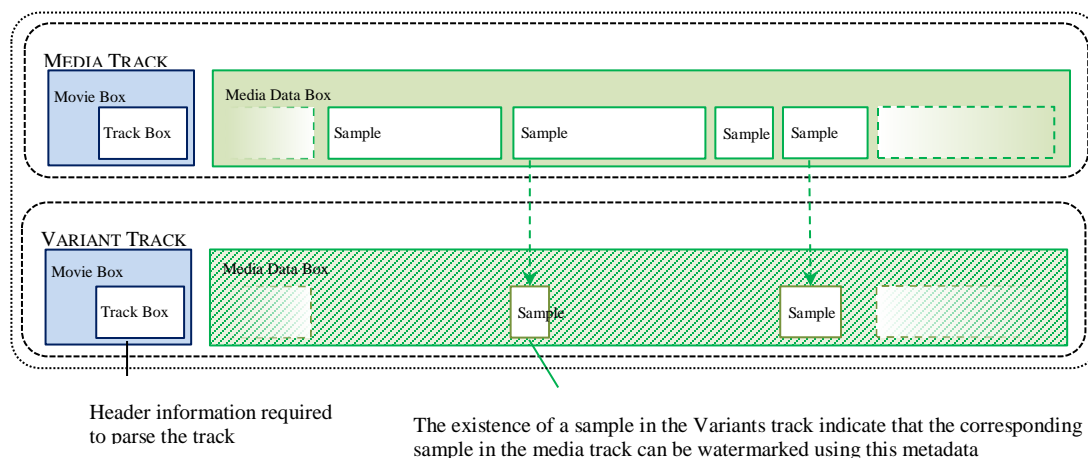 MEDIA TRACK
Movie Box
Track Box
Media Data Box
Sample
Sample
Sample
Sample
VARIANT TRACK
Movie Box
Track Box
Media Data Box
Sample
Sample
Header information required
to parse the track
The existence of a sample in the Variants track indicate that the corresponding
sample in the media track can be watermarked using this metadata